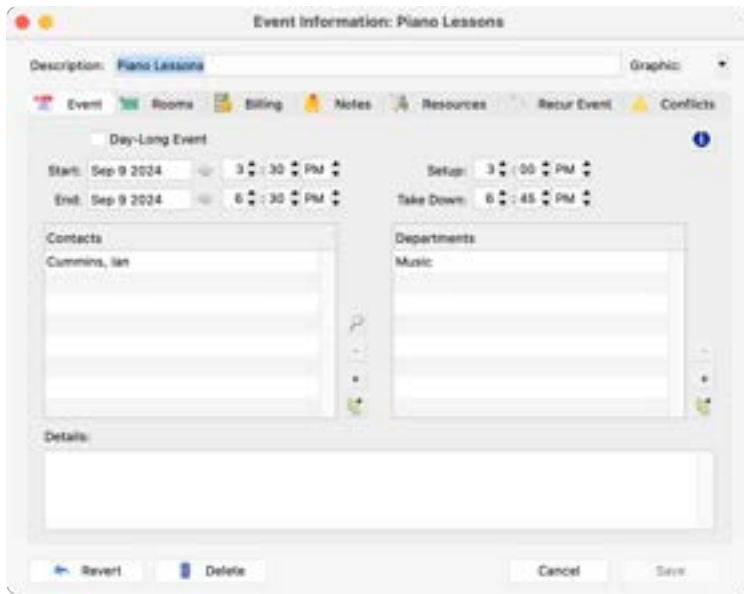 Event Information: Piano Lessons
Description: Piano Lessons Graphic:
Event Rooms Billing Notes Resources Recur Event Conflicts
Day-Long Event
Start: Sep 9 2024 3 : 30 PM Setup: 3 : 00 PM
End: Sep 9 2024 6 : 30 PM Take Down: 6 : 45 PM
Contacts Departments
Cummins, Ian Music
Details:
Revert Delete Cancel Save